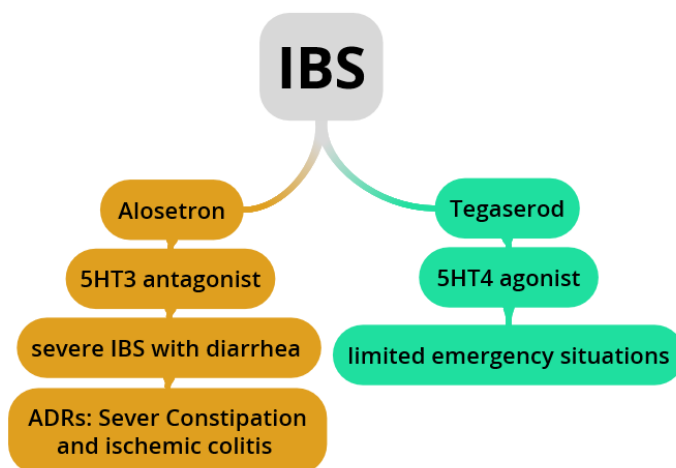 IBS
Alosetron
5HT3 antagonist
severe IBS with diarrhea
ADRs: Sever Constipation
and ischemic colitis
Tegaserod
5HT4 agonist
limited emergency situations